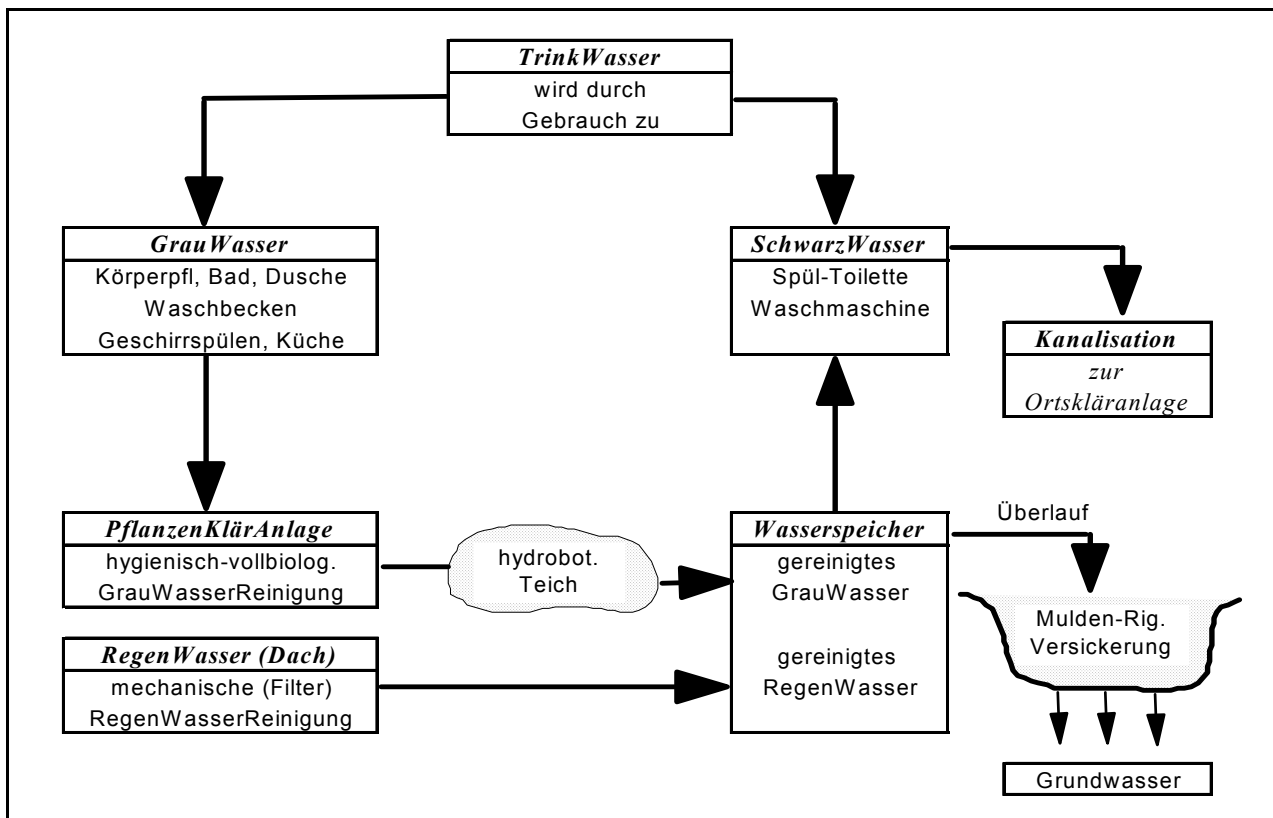 TrinkWasser
wird durch
Gebrauch zu
GrauWasser
Körperpfl, Bad, Dusche
Waschbecken
Geschirrspülen, Küche
SchwarzWasser
Spül-Toilette
Waschmaschine
Kanalisation
zur
Ortskläranlage
PflanzenKlärAnlage
hygienisch-vollbiolog.
GrauWasserReinigung
hydrobot.
Teich
Wasserspeicher
gereinigtes
GrauWasser
gereinigtes
RegenWasser
Überlauf
Mulden-Rig.
Versickerung
RegenWasser (Dach)
mechanische (Filter)
RegenWasserReinigung
Grundwasser